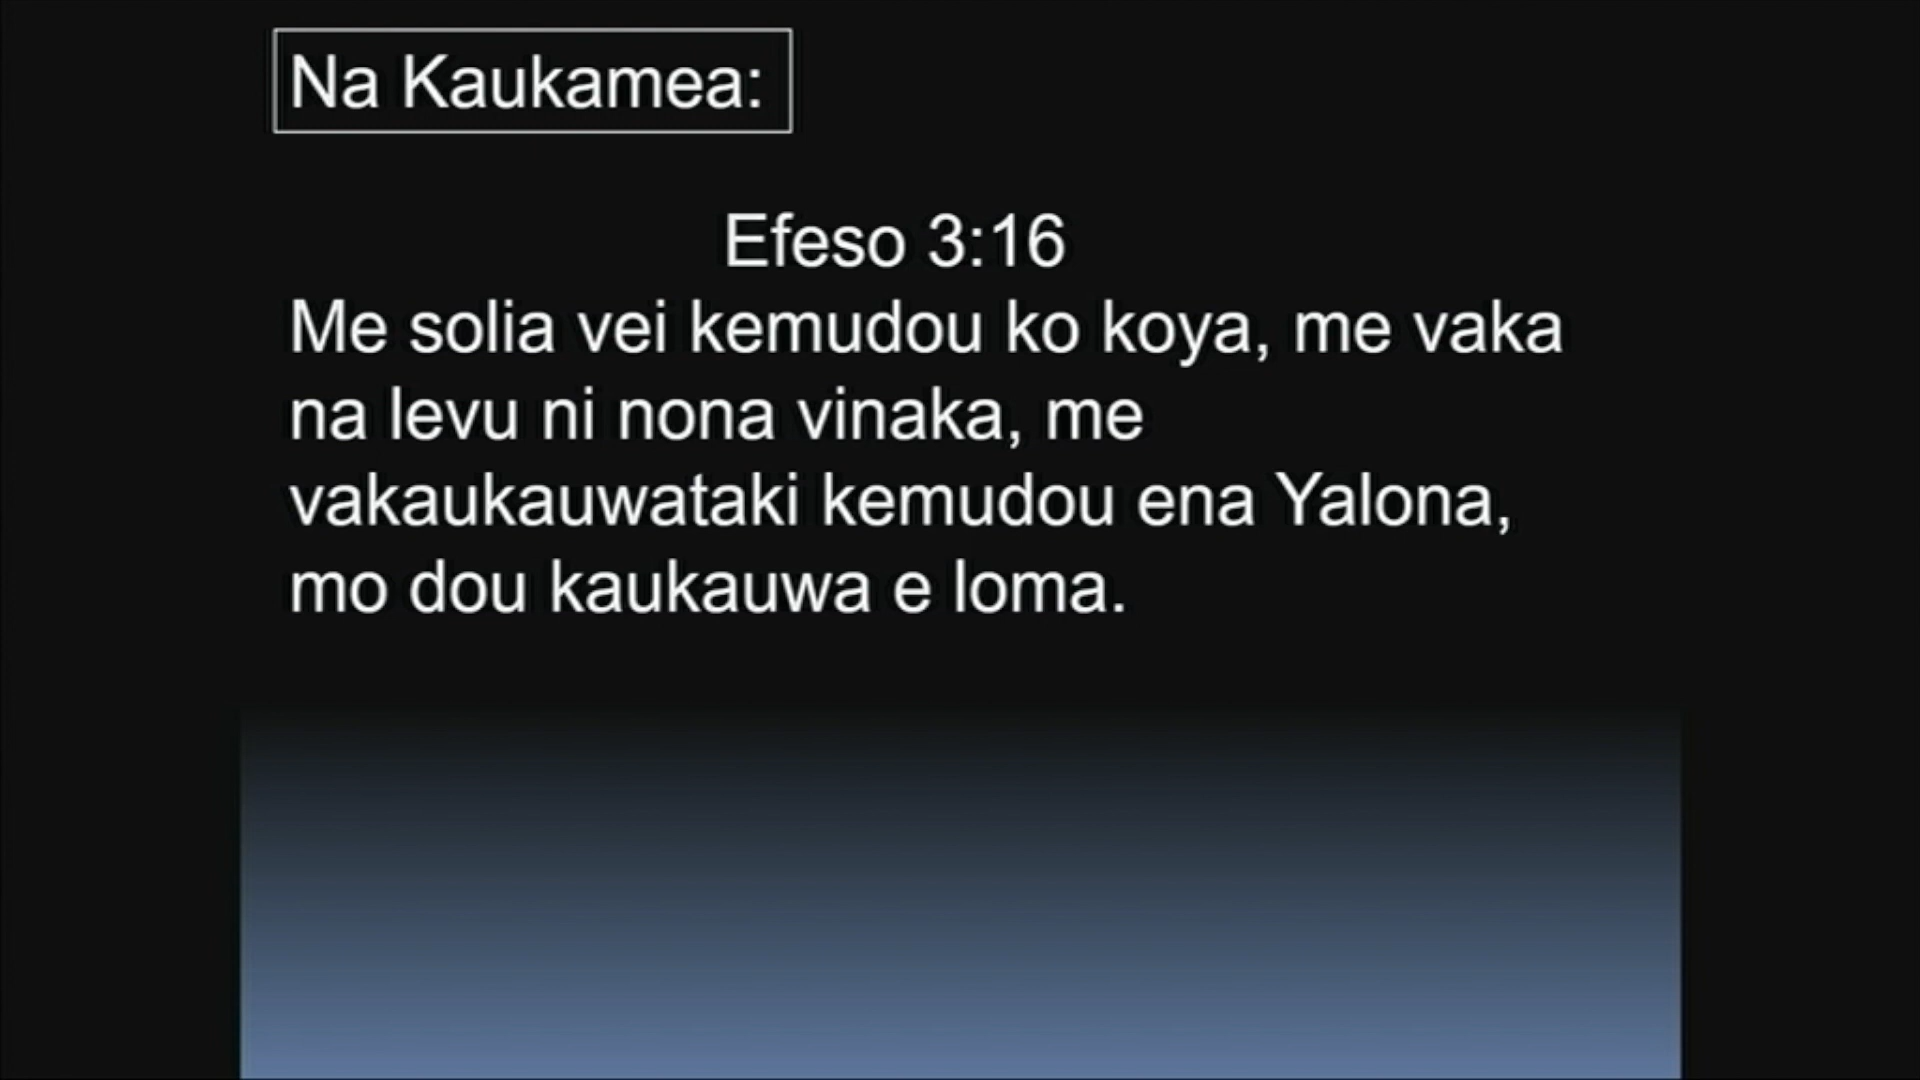 Na Kaukamea:
Efeso 3:16
Me solia vei kemudou ko koya, me vaka
na levu ni nona vinaka, me
vakaukauwataki kemudou ena Yalona,
mo dou kaukauwa e loma.